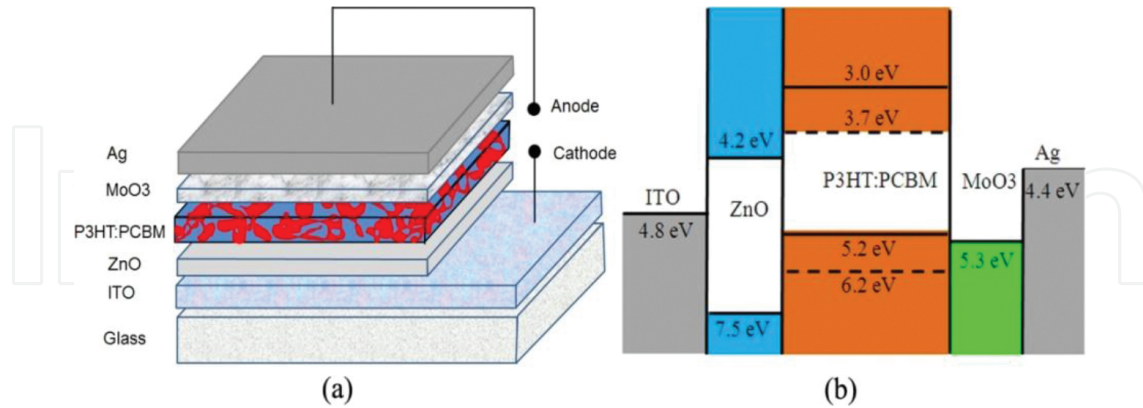 Ag
MoO3
P3HT:PCBM
ZnO
ITO
Glass
Anode
Cathode
(a)
3.0 eV
3.7 eV
4.2 eV
P3HT:PCBM
MoO3
Ag
4.4 eV
ITO
4.8 eV
ZnO
5.2 eV
5.3 eV
6.2 eV
7.5 eV
(b)